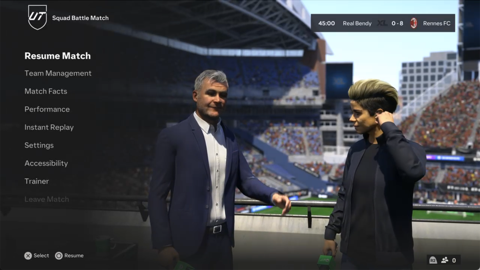 UT
Squad Battle Match
45:00 Real Bendy 0 - 8 Rennes FC
Resume Match
Team Management
Match Facts
Performance
Instant Replay
Settings
Accessibility
Trainer
Leave Match
Select
Resume
0